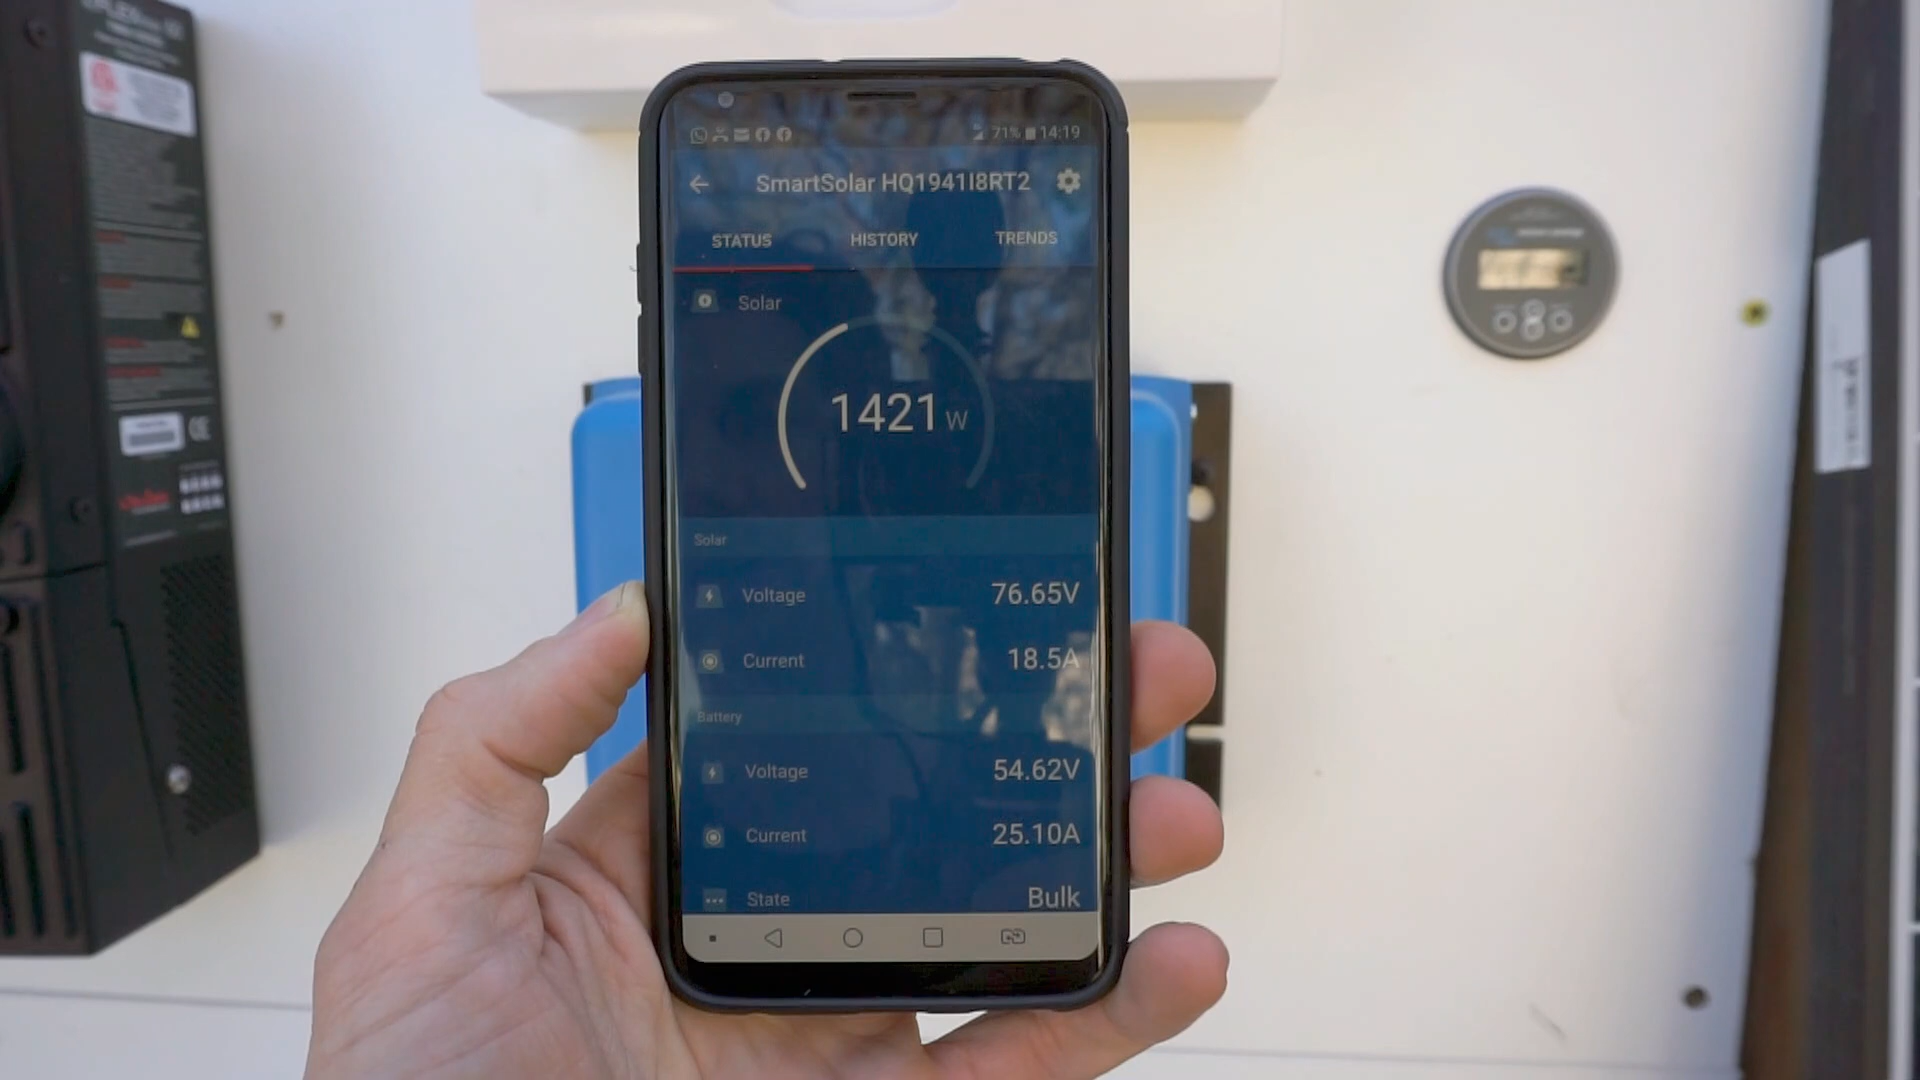 71% 14:19
SmartSolar HQ1941I8RT2
STATUS HISTORY TRENDS
Solar
1421 W
Solar
Voltage 76.65V
Current 18.5A
Battery
Voltage 54.62V
Current 25.10A
State Bulk
CE